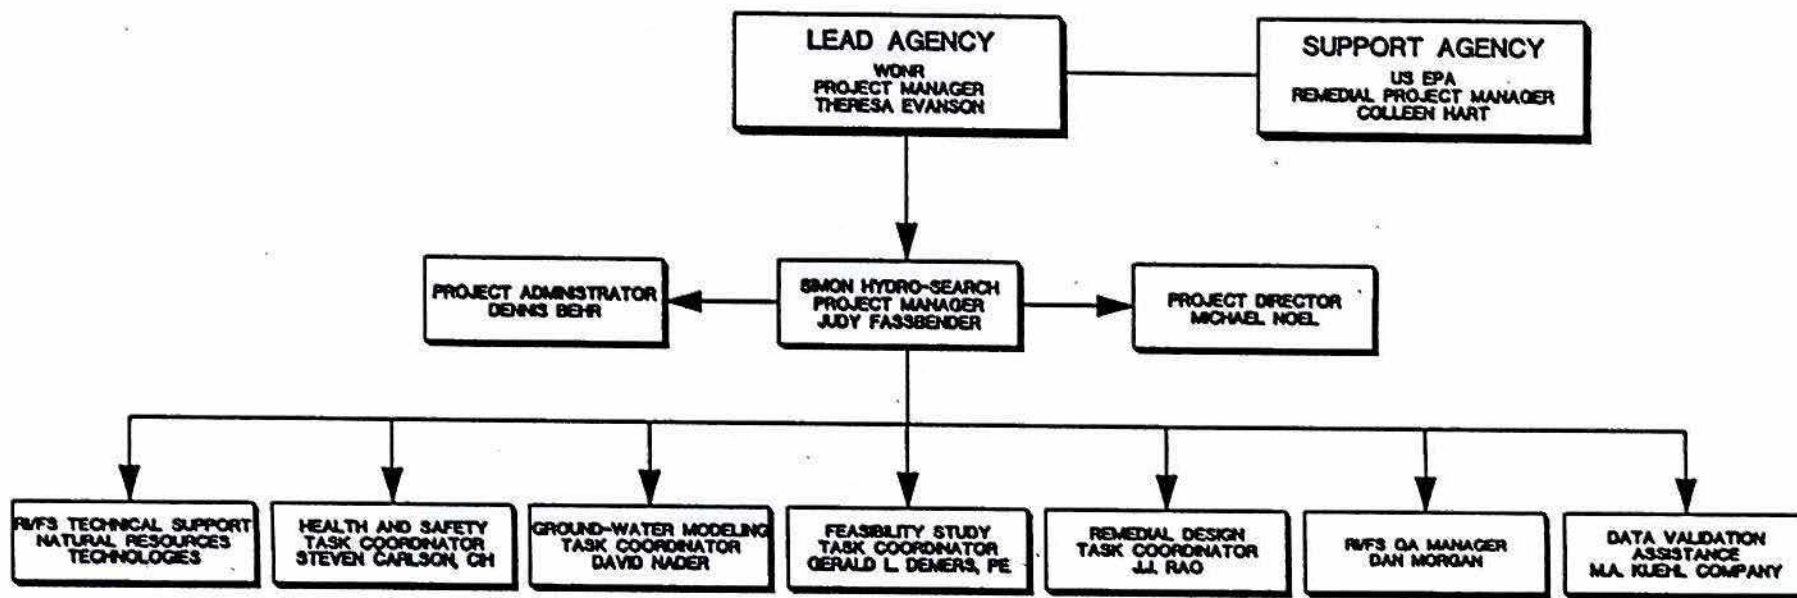 LEAD AGENCY
WDNR
PROJECT MANAGER
THERESA EVANSON
SUPPORT AGENCY
US EPA
REMEDIAL PROJECT MANAGER
COLLEEN HART
PROJECT ADMINISTRATOR
DENNIS BEHR
SIMON HYDRO-SEARCH
PROJECT MANAGER
JUDY FASSBENDER
PROJECT DIRECTOR
MICHAEL NOEL
RI/FS TECHNICAL SUPPORT
NATURAL RESOURCES
TECHNOLOGIES
HEALTH AND SAFETY
TASK COORDINATOR
STEVEN CARLSON, CIH
GROUND-WATER MODELING
TASK COORDINATOR
DAVID NADER
FEASIBILITY STUDY
TASK COORDINATOR
GERALD L. DEMERS, PE
REMEDIAL DESIGN
TASK COORDINATOR
J.J. RAO
RI/FS QA MANAGER
DAN MORGAN
DATA VALIDATION
ASSISTANCE
M.A. KUEHL COMPANY